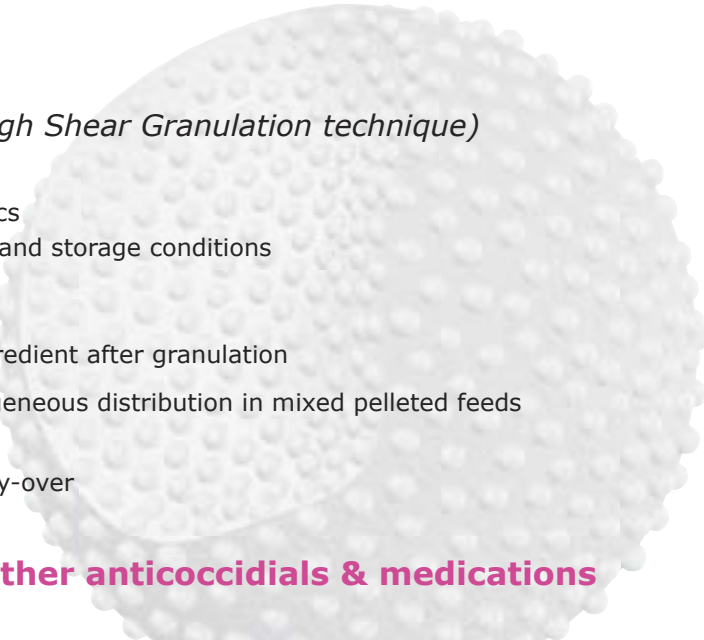 gh Shear Granulation technique)
cs
and storage conditions
redient after granulation
geneous distribution in mixed pelleted feeds
y-over
ther anticoccidials & medications